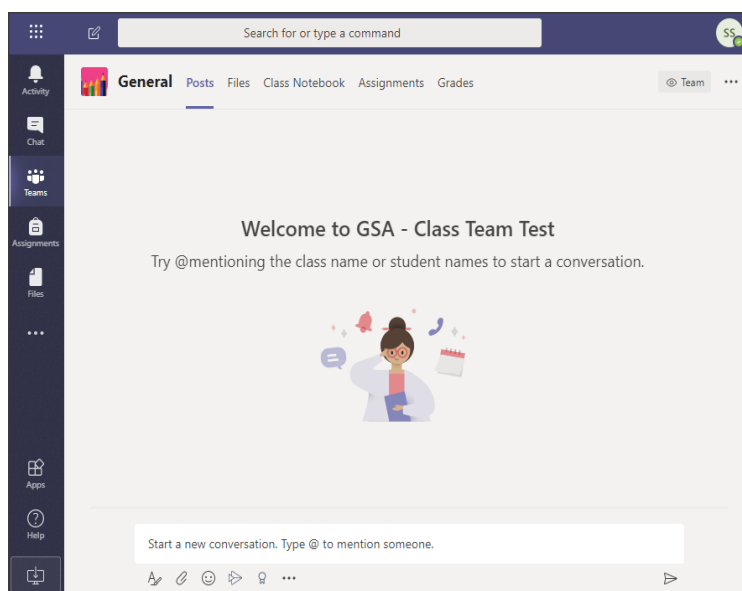 Search for or type a command
SS
Activity
Chat
Teams
Assignments
Files
Apps
Help
General Posts Files Class Notebook Assignments Grades
Team
Welcome to GSA - Class Team Test
Try @mentioning the class name or student names to start a conversation.
Start a new conversation. Type @ to mention someone.